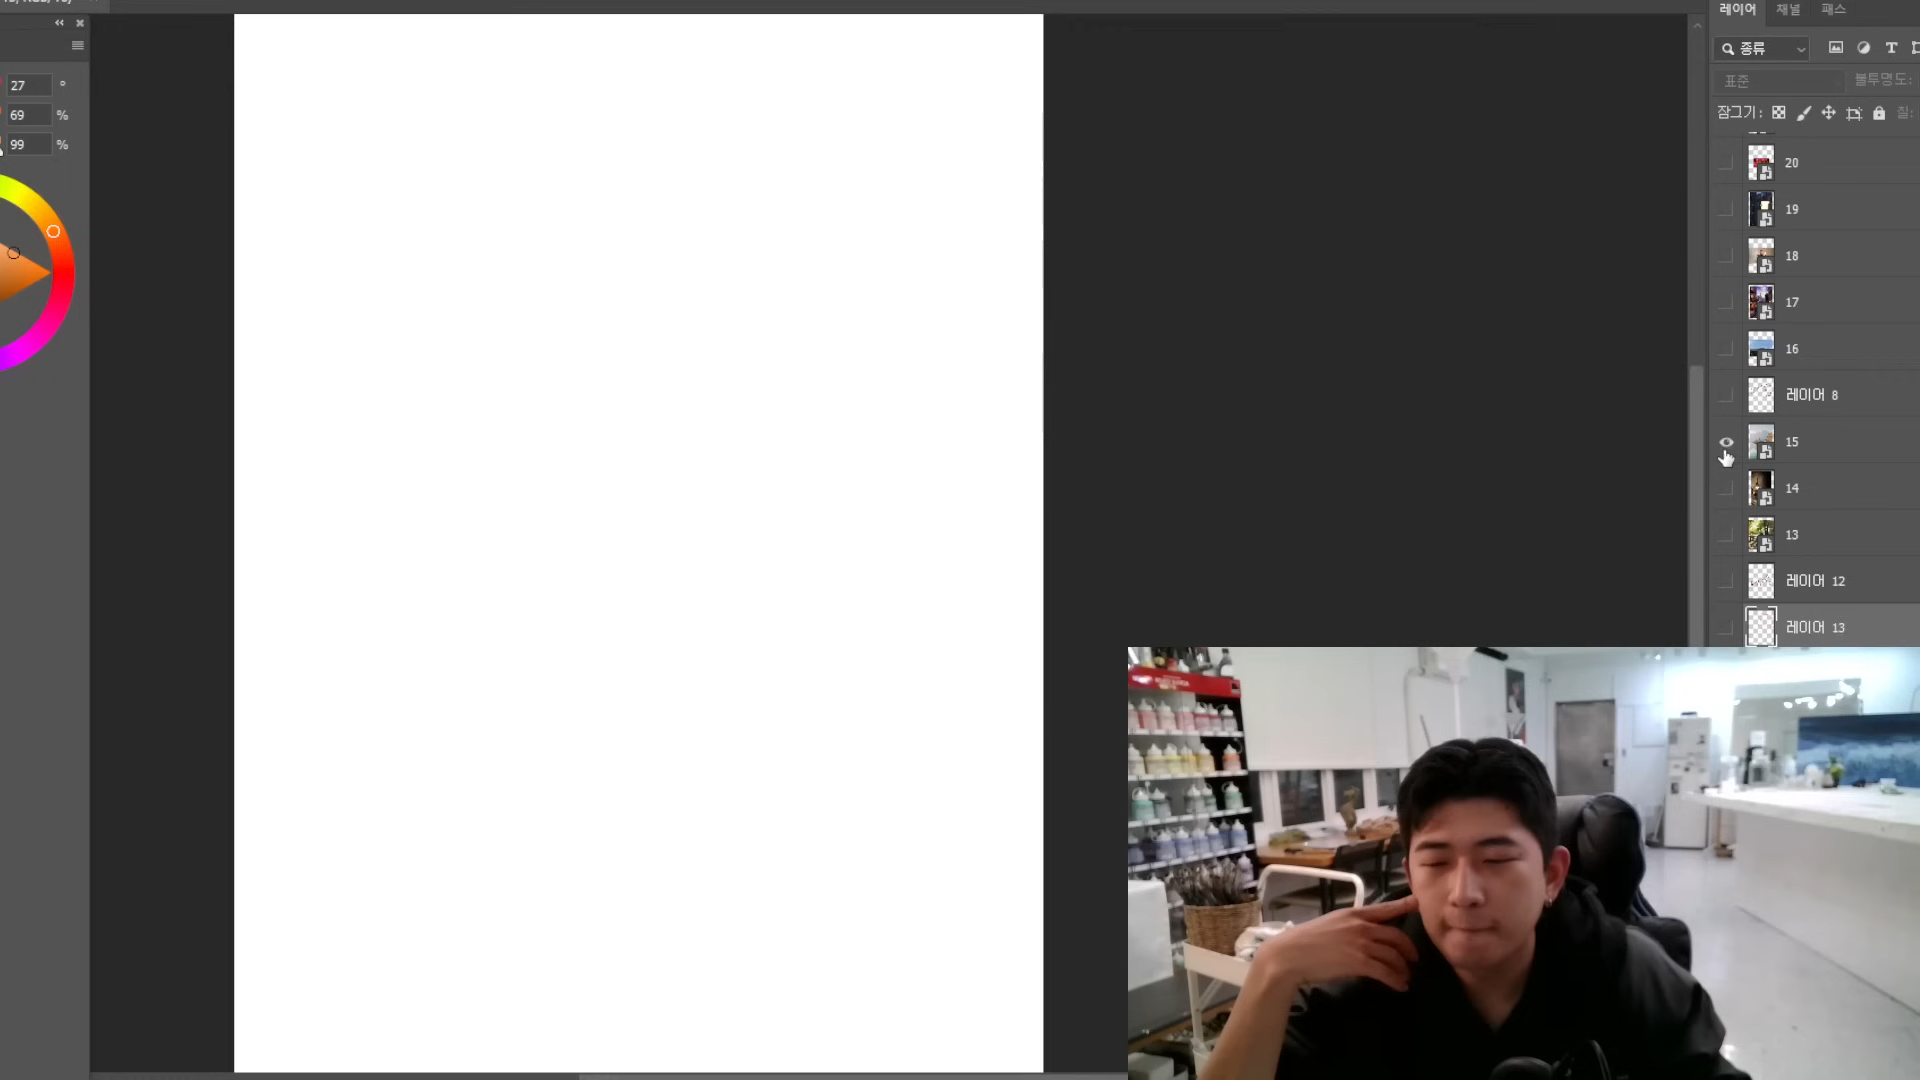 레이어 채널 패스
종류
T
27 °
표준 불투명도:
69 %
잠그기: 칠:
99 %
20
19
18
17
16
레이어 8
15
14
13
레이어 12
레이어 13